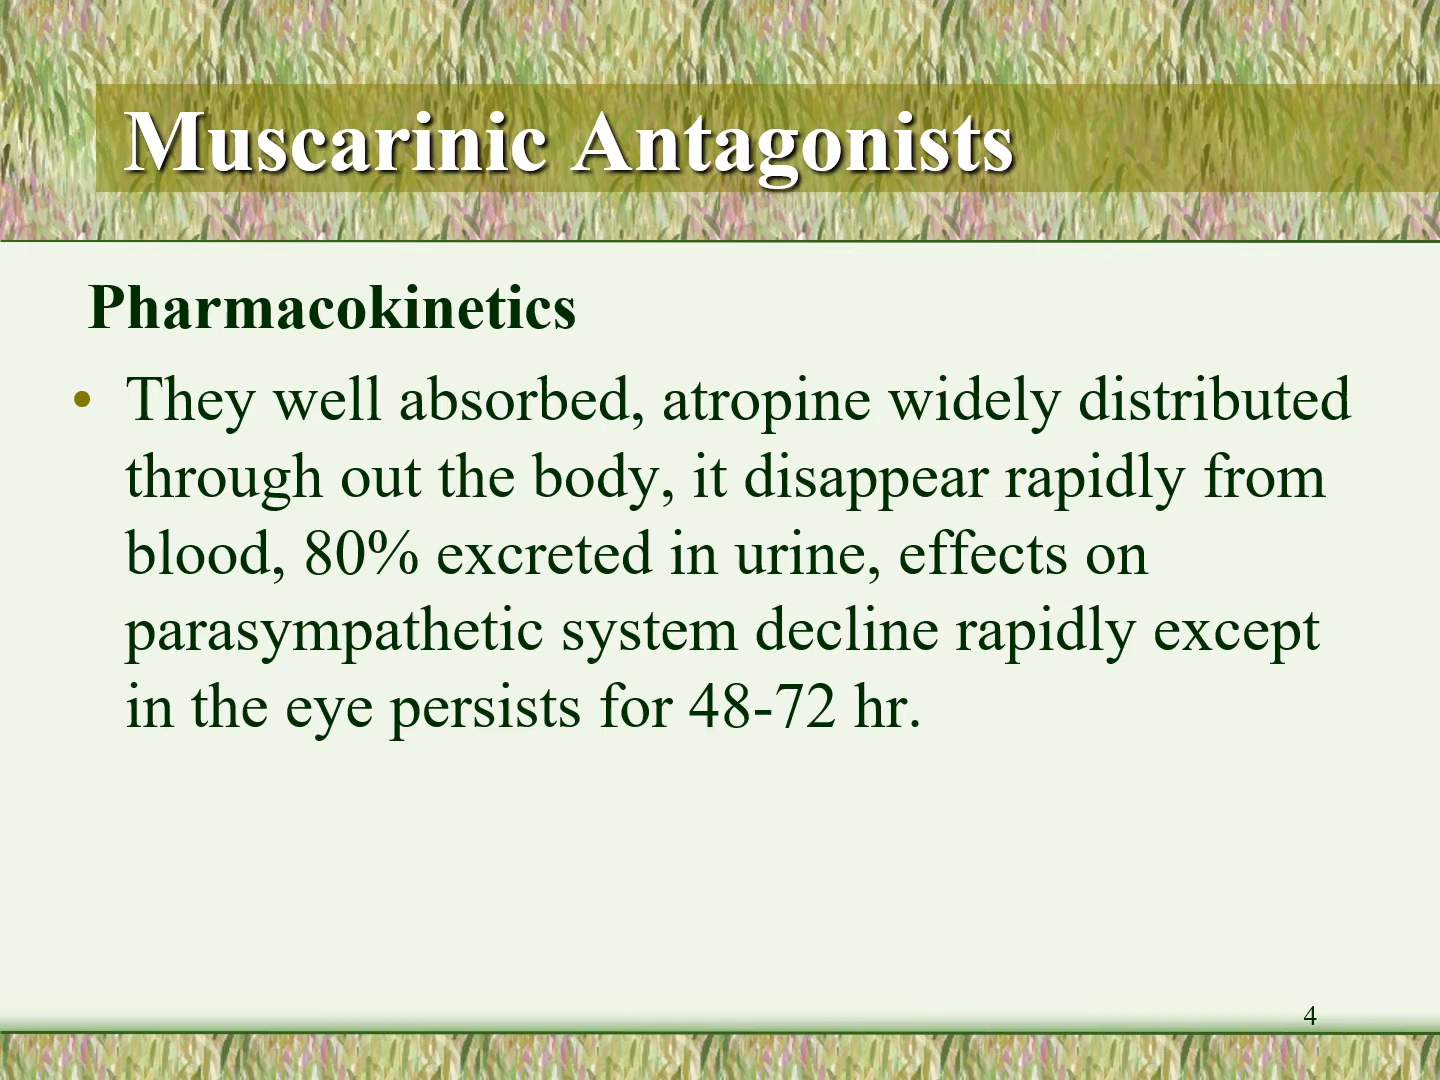 Muscarinic Antagonists
Pharmacokinetics
• They well absorbed, atropine widely distributed
through out the body, it disappear rapidly from
blood, 80% excreted in urine, effects on
parasympathetic system decline rapidly except
in the eye persists for 48-72 hr.
4